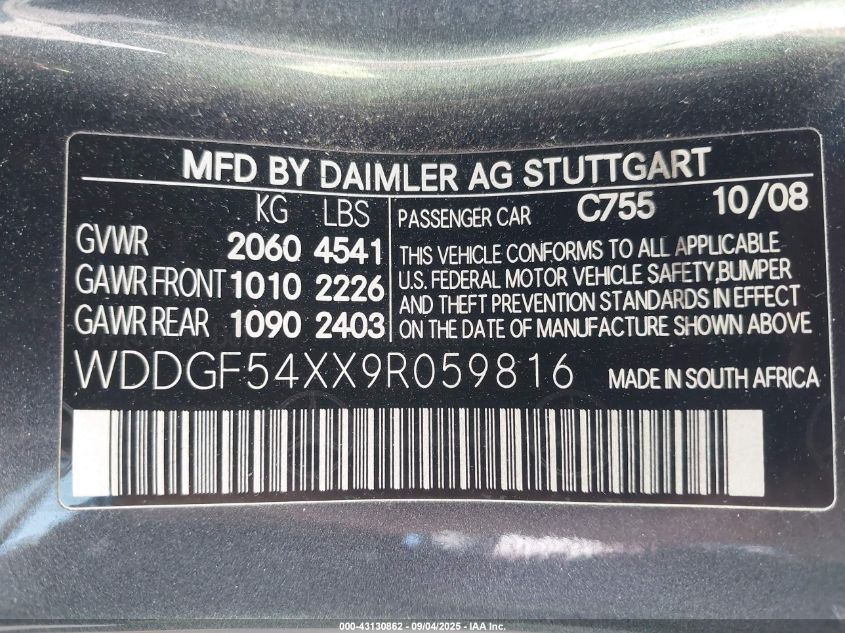 MFD BY DAIMLER AG STUTTGART
KG LBS
GVWR 2060 4541
GAWR FRONT 1010 2226
GAWR REAR 1090 2403
PASSENGER CAR C755 10/08
THIS VEHICLE CONFORMS TO ALL APPLICABLE
U.S. FEDERAL MOTOR VEHICLE SAFETY,BUMPER
AND THEFT PREVENTION STANDARDS IN EFFECT
ON THE DATE OF MANUFACTURE SHOWN ABOVE
WDDGF54XX9R059816 MADE IN SOUTH AFRICA
000-43130862 - 09/04/2025 - IAA Inc.